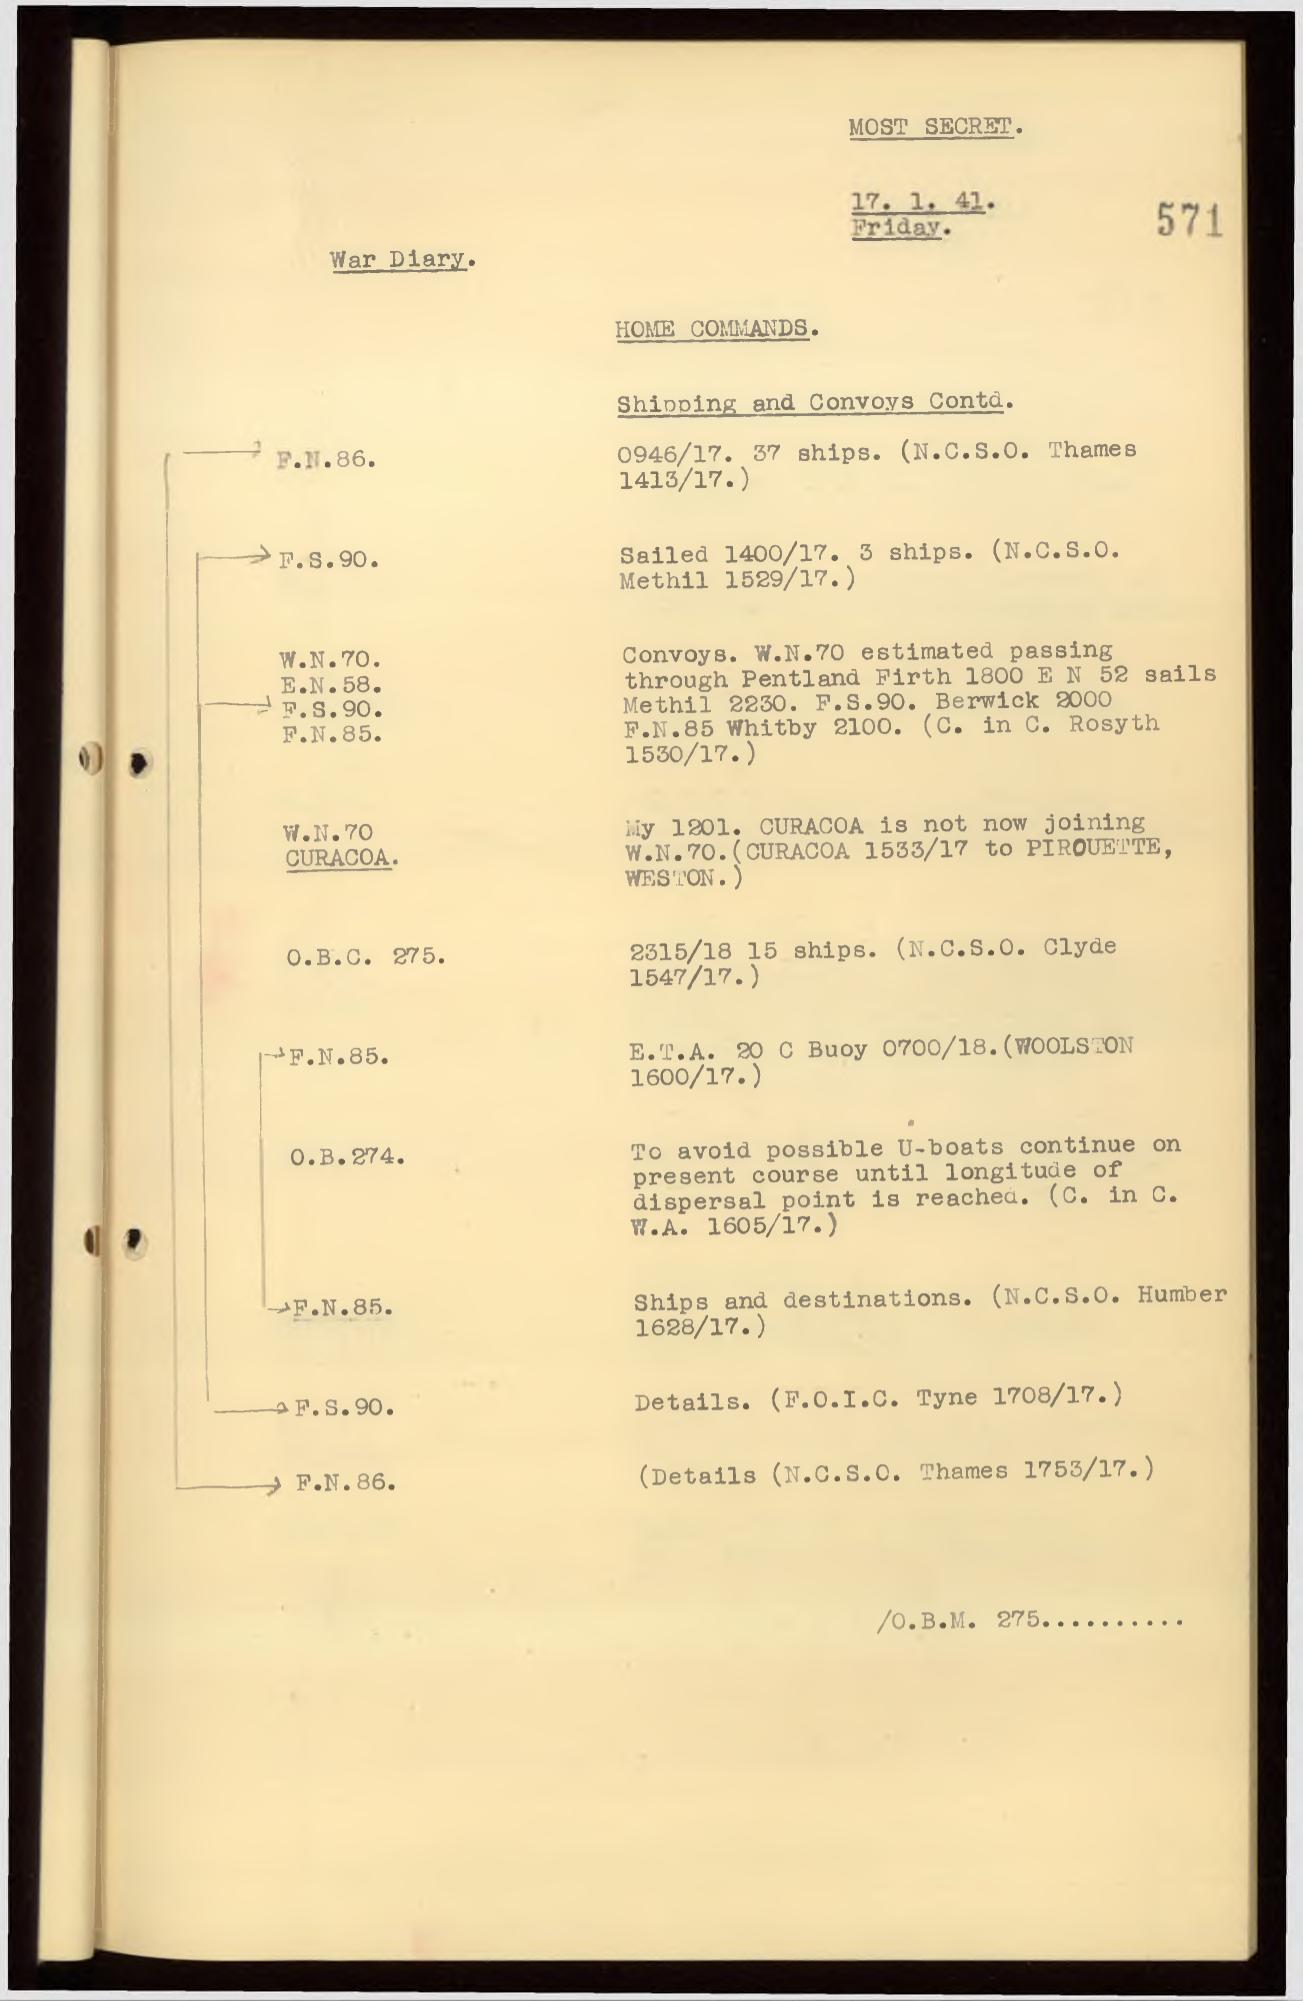 MOST SECRET.
17. 1. 41.
Friday.
571
War Diary.
HOME COMMANDS.
Shipping and Convoys Contd.
F.N.86.
0946/17. 37 ships. (N.C.S.O. Thames
1413/17.)
F.S.90.
Sailed 1400/17. 3 ships. (N.C.S.O.
Methil 1529/17.)
W.N.70.
E.N.58.
F.S.90.
F.N.85.
Convoys. W.N.70 estimated passing
through Pentland Firth 1800 E N 52 sails
Methil 2230. F.S.90. Berwick 2000
F.N.85 Whitby 2100. (C. in C. Rosyth
1530/17.)
W.N.70
CURACOA.
My 1201. CURACOA is not now joining
W.N.70.(CURACOA 1533/17 to PIROUETTE,
WESTON.)
O.B.C. 275.
2315/18 15 ships. (N.C.S.O. Clyde
1547/17.)
F.N.85.
E.T.A. 20 C Buoy 0700/18.(WOOLSTON
1600/17.)
O.B.274.
To avoid possible U-boats continue on
present course until longitude of
dispersal point is reached. (C. in C.
W.A. 1605/17.)
F.N.85.
Ships and destinations. (N.C.S.O. Humber
1628/17.)
F.S.90.
Details. (F.O.I.C. Tyne 1708/17.)
F.N.86.
(Details (N.C.S.O. Thames 1753/17.)
/O.B.M. 275..........